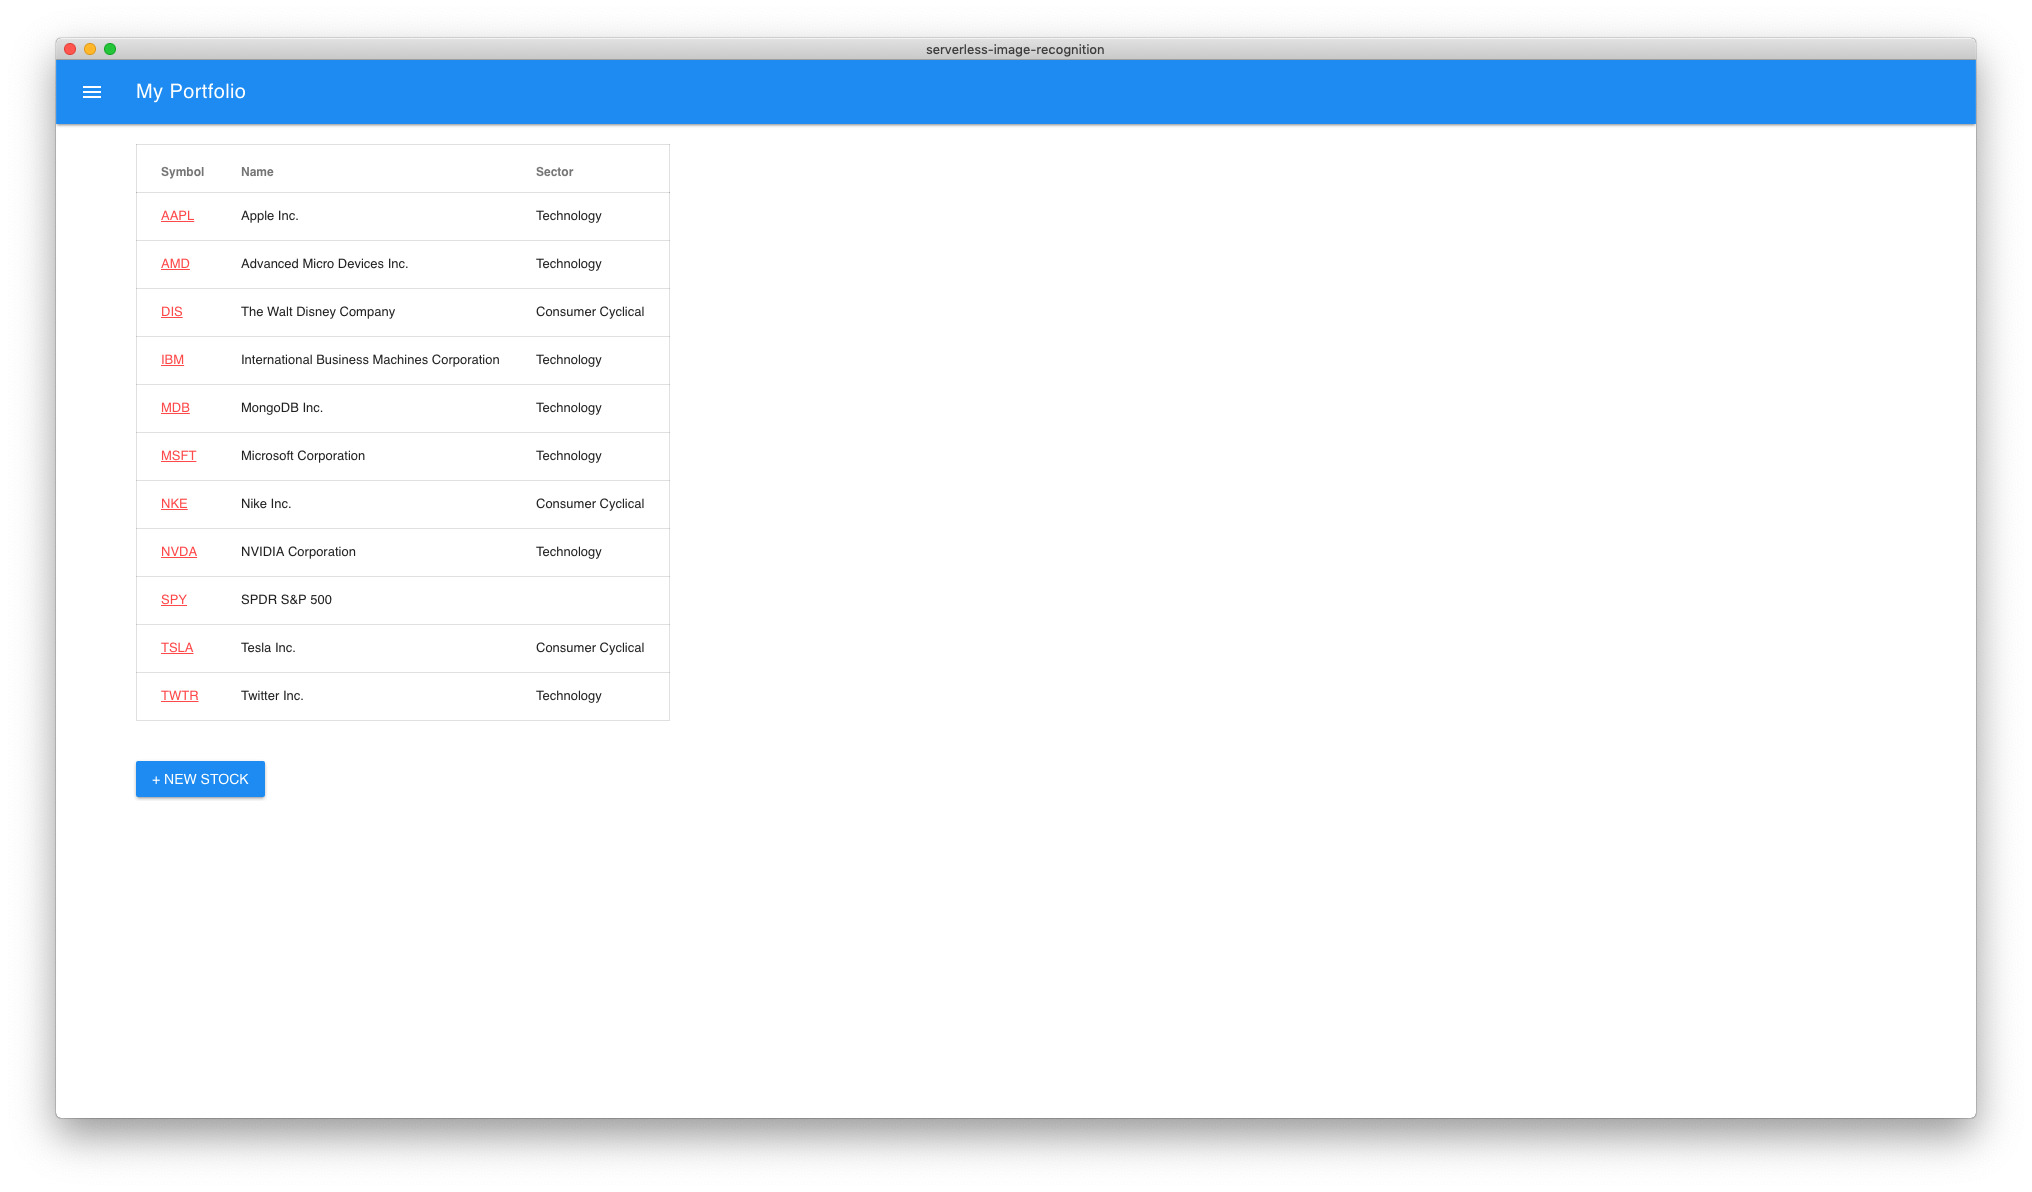 serverless-image-recognition
My Portfolio
Symbol Name Sector
AAPL Apple Inc. Technology
AMD Advanced Micro Devices Inc. Technology
DIS The Walt Disney Company Consumer Cyclical
IBM International Business Machines Corporation Technology
MDB MongoDB Inc. Technology
MSFT Microsoft Corporation Technology
NKE Nike Inc. Consumer Cyclical
NVDA NVIDIA Corporation Technology
SPY SPDR S&P 500
TSLA Tesla Inc. Consumer Cyclical
TWTR Twitter Inc. Technology
+ NEW STOCK